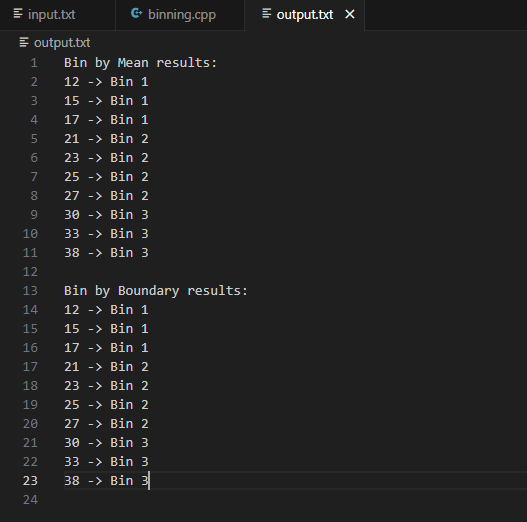 input.txt binning.cpp output.txt
output.txt
1 Bin by Mean results:
2 12 -> Bin 1
3 15 -> Bin 1
4 17 -> Bin 1
5 21 -> Bin 2
6 23 -> Bin 2
7 25 -> Bin 2
8 27 -> Bin 2
9 30 -> Bin 3
10 33 -> Bin 3
11 38 -> Bin 3
12
13 Bin by Boundary results:
14 12 -> Bin 1
15 15 -> Bin 1
16 17 -> Bin 1
17 21 -> Bin 2
18 23 -> Bin 2
19 25 -> Bin 2
20 27 -> Bin 2
21 30 -> Bin 3
22 33 -> Bin 3
23 38 -> Bin 3
24